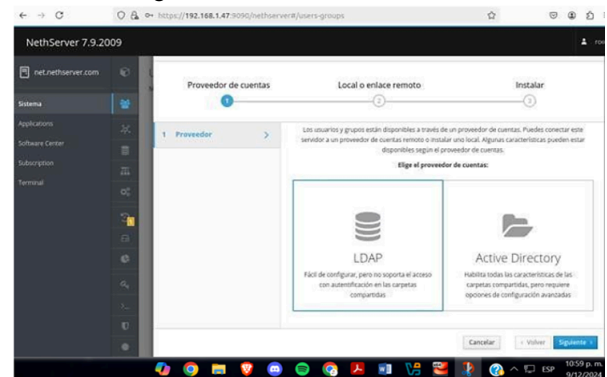 https://192.168.1.47:9090/nethserver#/users-groups
NethServer 7.9.2009
net.nethserver.com
Sistema
Applications
Software Center
Subscription
Terminal
Proveedor de cuentas
Local o enlace remoto
Instalar
1
2
3
1 Proveedor
Los usuarios y grupos están disponibles a través de un proveedor de cuentas. Puedes conectar este
servidor a un proveedor de cuentas remoto o instalar uno local. Algunas características pueden estar
disponibles según el proveedor de cuentas.
Elige el proveedor de cuentas:
LDAP
Fácil de configurar, pero no soporta el acceso
con autentificación en las carpetas
compartidas
Active Directory
Habilita todas las características de las
carpetas compartidas, pero requiere
opciones de configuración avanzadas
Cancelar
Volver
Siguiente
ESP
10:59 p. m.
9/12/2024